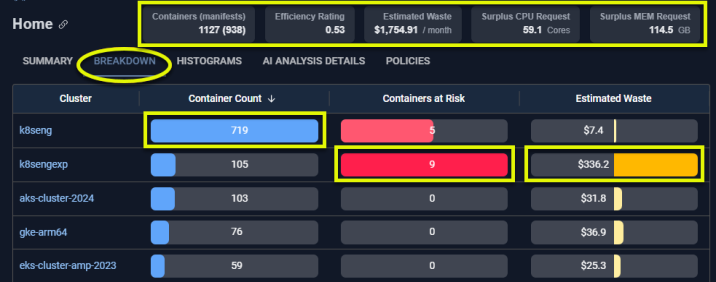 Home
Containers (manifests) Efficiency Rating Estimated Waste Surplus CPU Request Surplus MEM Request
1127 (938) 0.53 $1,754.91 / month 59.1 Cores 114.5 GB
SUMMARY BREAKDOWN HISTOGRAMS AI ANALYSIS DETAILS POLICIES
Cluster Container Count ↓ Containers at Risk Estimated Waste
k8seng 719 5 $7.4
k8sengexp 105 9 $336.2
aks-cluster-2024 103 0 $31.8
gke-arm64 76 0 $36.9
eks-cluster-amp-2023 59 0 $25.3